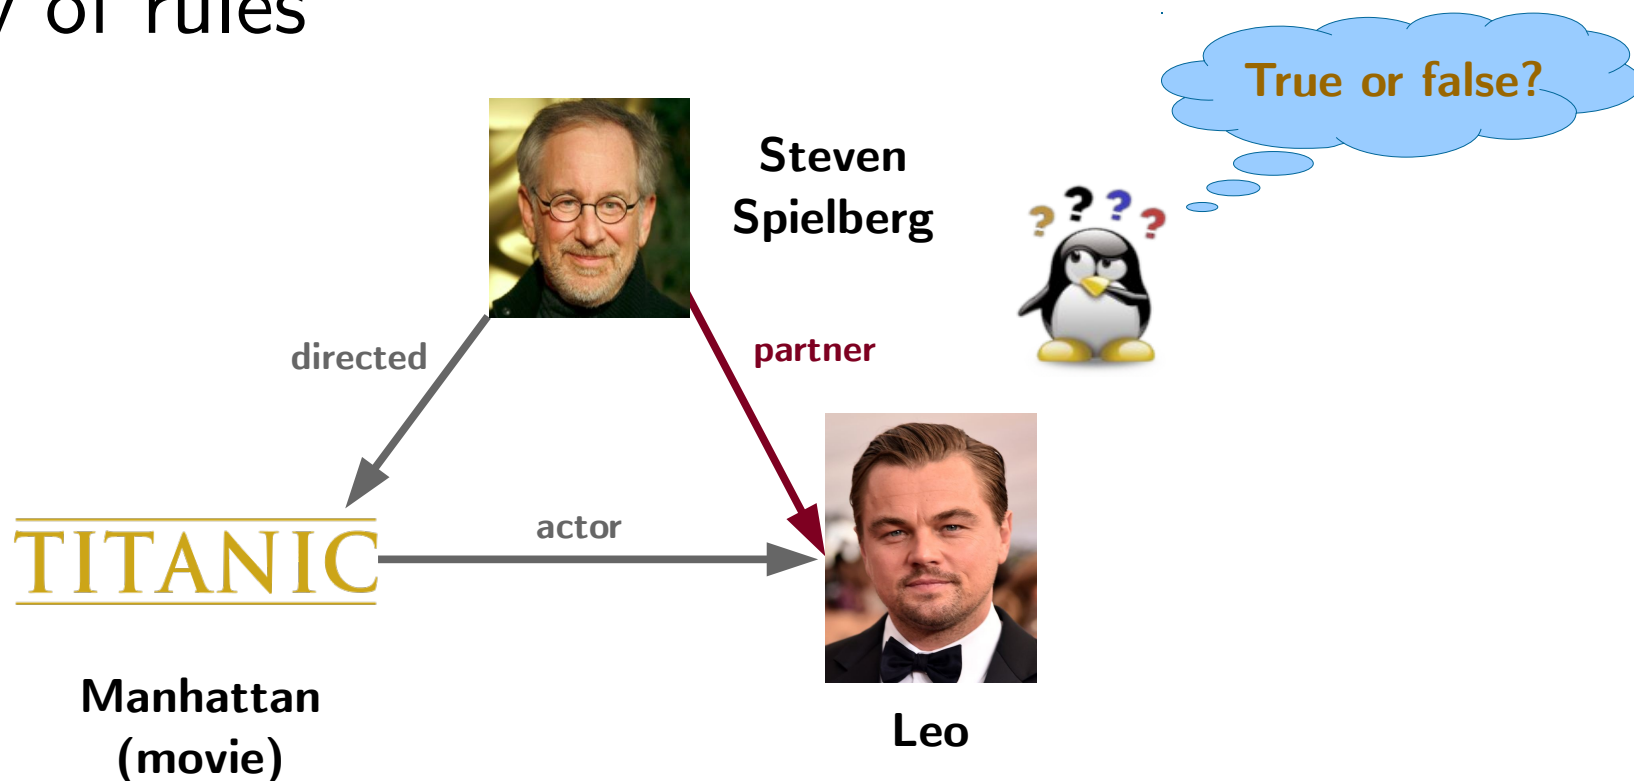 of rules
True or false?
Steven
Spielberg
? ? ? ?
directed
partner
actor
TITANIC
Manhattan
(movie)
Leo